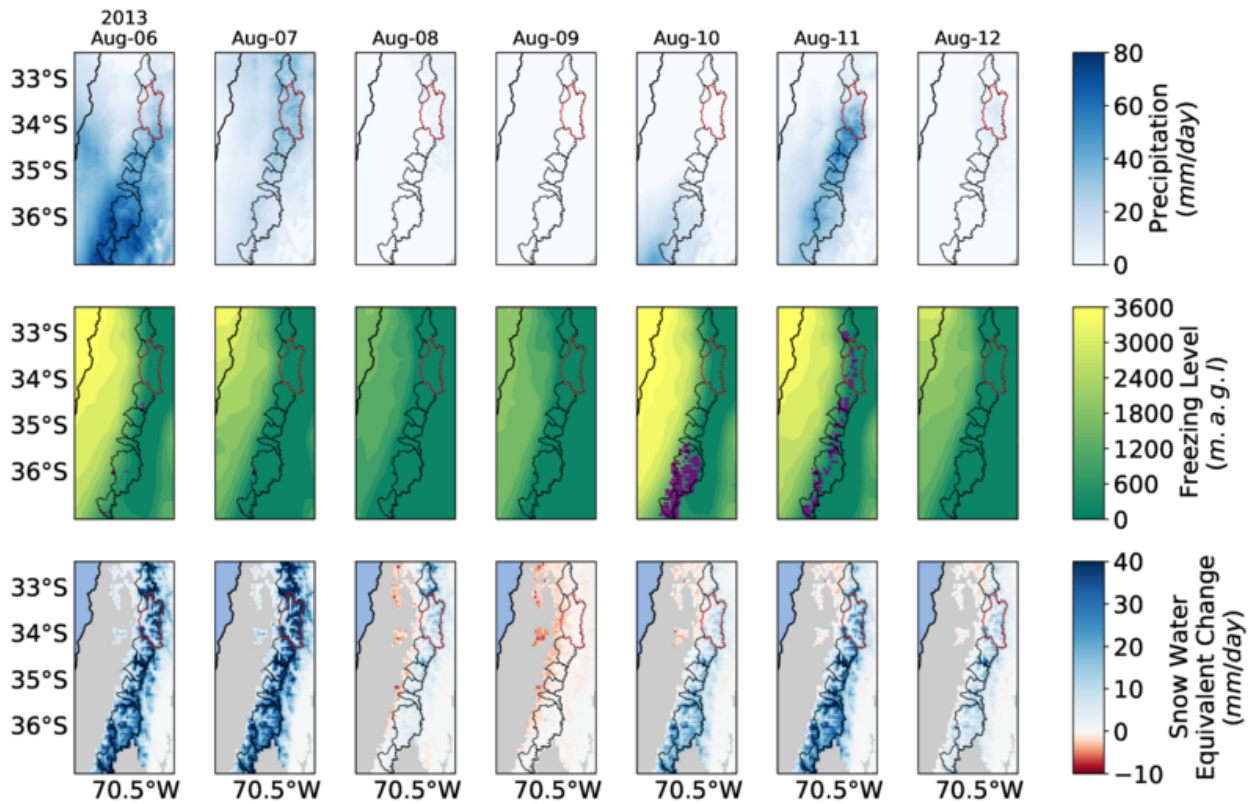 2013
Aug-06 Aug-07 Aug-08 Aug-09 Aug-10 Aug-11 Aug-12
33°S
34°S
35°S
36°S
80
60
40
20
0
Precipitation
(mm/day)
33°S
34°S
35°S
36°S
3600
3000
2400
1800
1200
600
0
Freezing Level
(m. a. g. l)
33°S
34°S
35°S
36°S
40
30
20
10
0
−10
Snow Water
Equivalent Change
(mm/day)
70.5°W 70.5°W 70.5°W 70.5°W 70.5°W 70.5°W 70.5°W